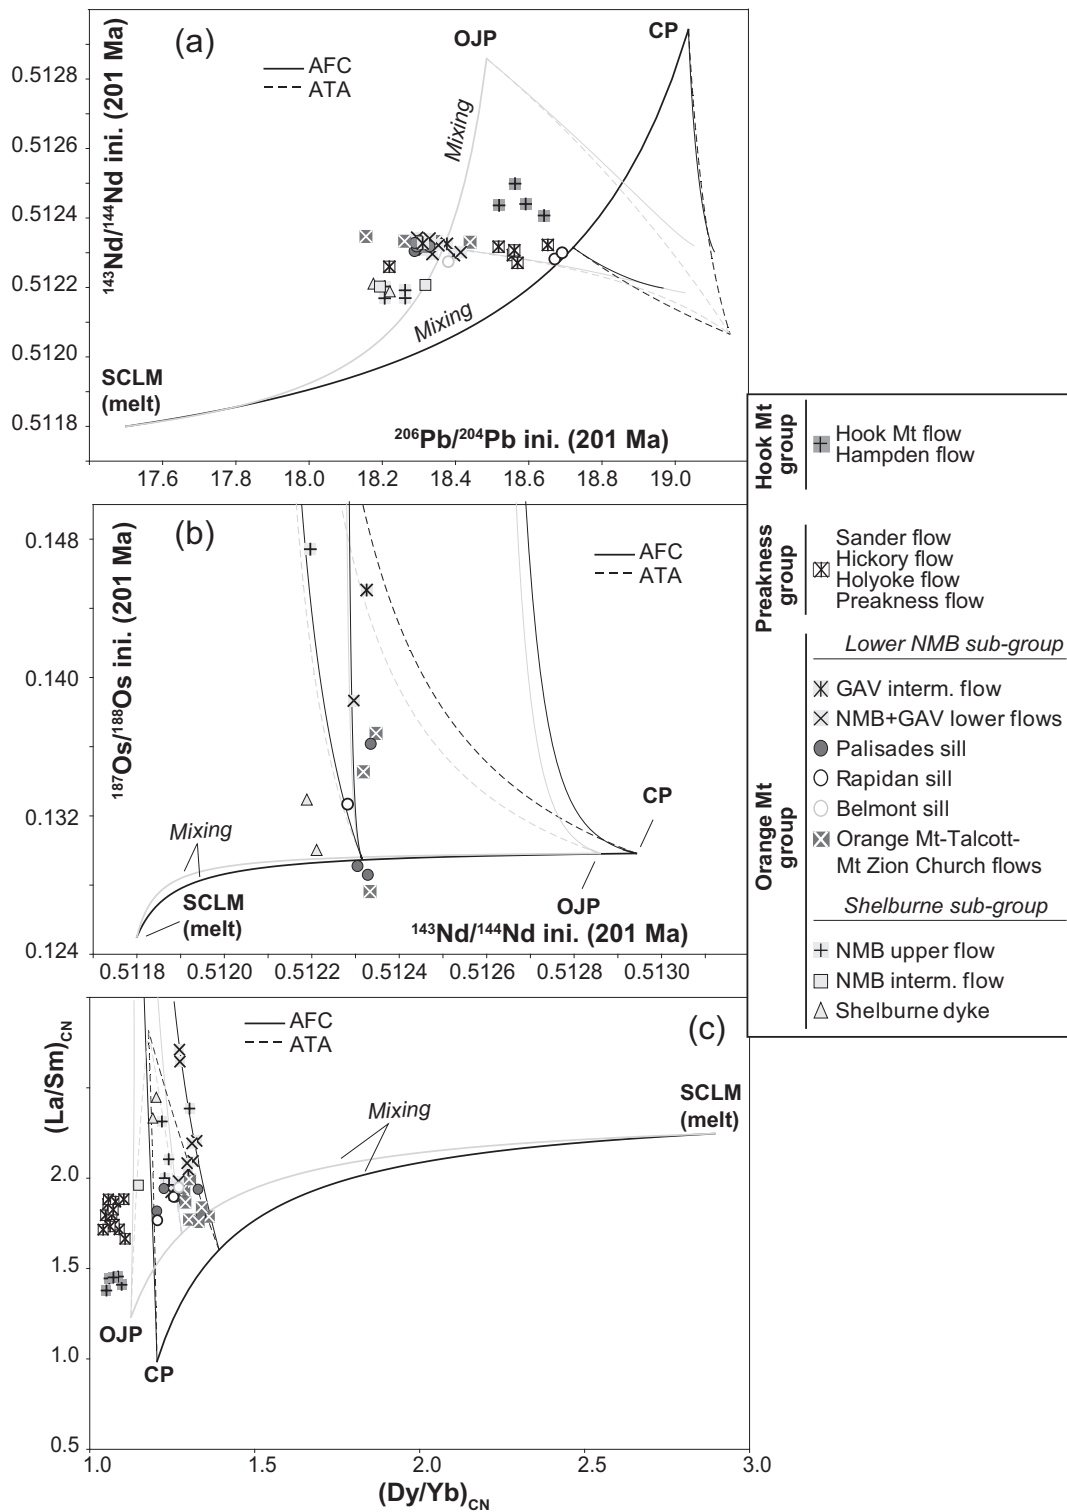 (a)
OJP
CP
AFC
ATA
Mixing
Mixing
SCLM
(melt)
143Nd/144Nd ini. (201 Ma)
0.5128
0.5126
0.5124
0.5122
0.5120
0.5118
206Pb/204Pb ini. (201 Ma)
17.6 17.8 18.0 18.2 18.4 18.6 18.8 19.0
(b)
AFC
ATA
187Os/188Os ini. (201 Ma)
0.148
0.140
0.132
0.124
Mixing
CP
SCLM
(melt)
OJP
143Nd/144Nd ini. (201 Ma)
0.5118 0.5120 0.5122 0.5124 0.5126 0.5128 0.5130
(c)
AFC
ATA
(La/Sm)CN
2.0
1.5
1.0
0.5
Mixing
SCLM
(melt)
OJP
CP
1.0 1.5 2.0 2.5 3.0
(Dy/Yb)CN
Hook Mt
group
Hook Mt flow
Hampden flow
Preakness
group
Sander flow
Hickory flow
Holyoke flow
Preakness flow
Orange Mt
group
Lower NMB sub-group
GAV interm. flow
NMB+GAV lower flows
Palisades sill
Rapidan sill
Belmont sill
Orange Mt-Talcott-
Mt Zion Church flows
Shelburne sub-group
NMB upper flow
NMB interm. flow
Shelburne dyke